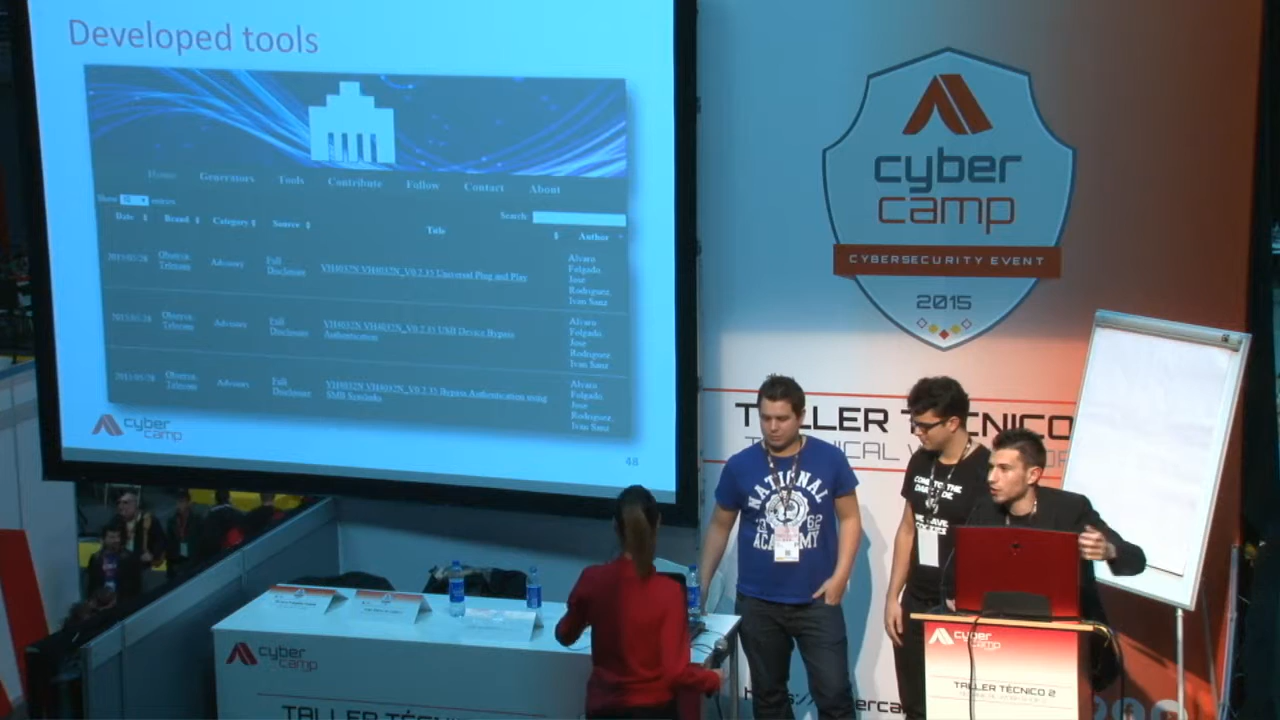 Developed tools
Home Generators Tools Contribute Follow Contact About
Show entries
Search:
Date Brand Category Source Title Author
Observa Telecom
Advisory
Full Disclosure
VH4032N VH4032N_V0.2.35 Universal Plug and Play
Alvaro
Folgado
Jose
Rodriguez
Ivan Sanz
Observa Telecom
Advisory
Full Disclosure
VH4032N VH4032N_V0.2.35 USB Device Bypass
Authentication
Alvaro
Folgado
Jose
Rodriguez
Ivan Sanz
Observa Telecom
Advisory
Full Disclosure
VH4032N VH4032N_V0.2.35 Bypass Authentication using
SMB Symlinks
Alvaro
Folgado
Jose
Rodriguez
Ivan Sanz
cyber
camp
48
cyber
camp
CYBERSECURITY EVENT
2015
TALLER TÉCNICO
NATIONAL
62
ACADEMY
COME TO THE
cyber
camp
TALLER
cyber
camp
TALLER TÉCNICO 2